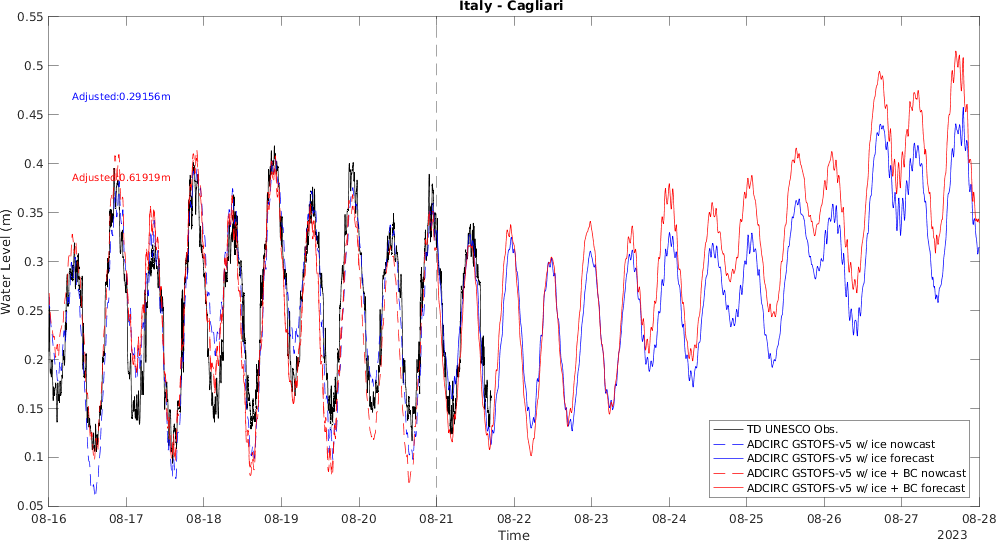 Italy - Cagliari
0.55
0.5
0.45
0.4
0.35
0.3
0.25
0.2
0.15
0.1
0.05
Water Level (m)
Adjusted:0.29156m
Adjusted:0.61919m
TD UNESCO Obs.
ADCIRC GSTOFS-v5 w/ ice nowcast
ADCIRC GSTOFS-v5 w/ ice forecast
ADCIRC GSTOFS-v5 w/ ice + BC nowcast
ADCIRC GSTOFS-v5 w/ ice + BC forecast
08-16 08-17 08-18 08-19 08-20 08-21 08-22 08-23 08-24 08-25 08-26 08-27 08-28
Time
2023